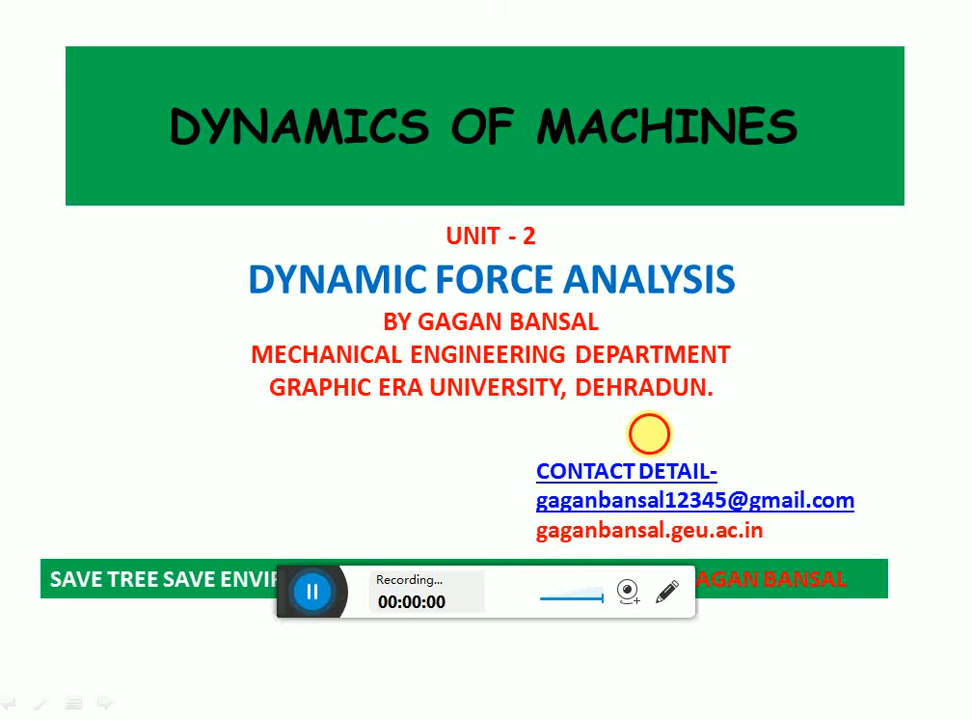 DYNAMICS OF MACHINES
UNIT - 2
DYNAMIC FORCE ANALYSIS
BY GAGAN BANSAL
MECHANICAL ENGINEERING DEPARTMENT
GRAPHIC ERA UNIVERSITY, DEHRADUN.
CONTACT DETAIL-
gaganbansal12345@gmail.com
gaganbansal.geu.ac.in
SAVE TREE SAVE BANSAL
Recording...
00:00:00